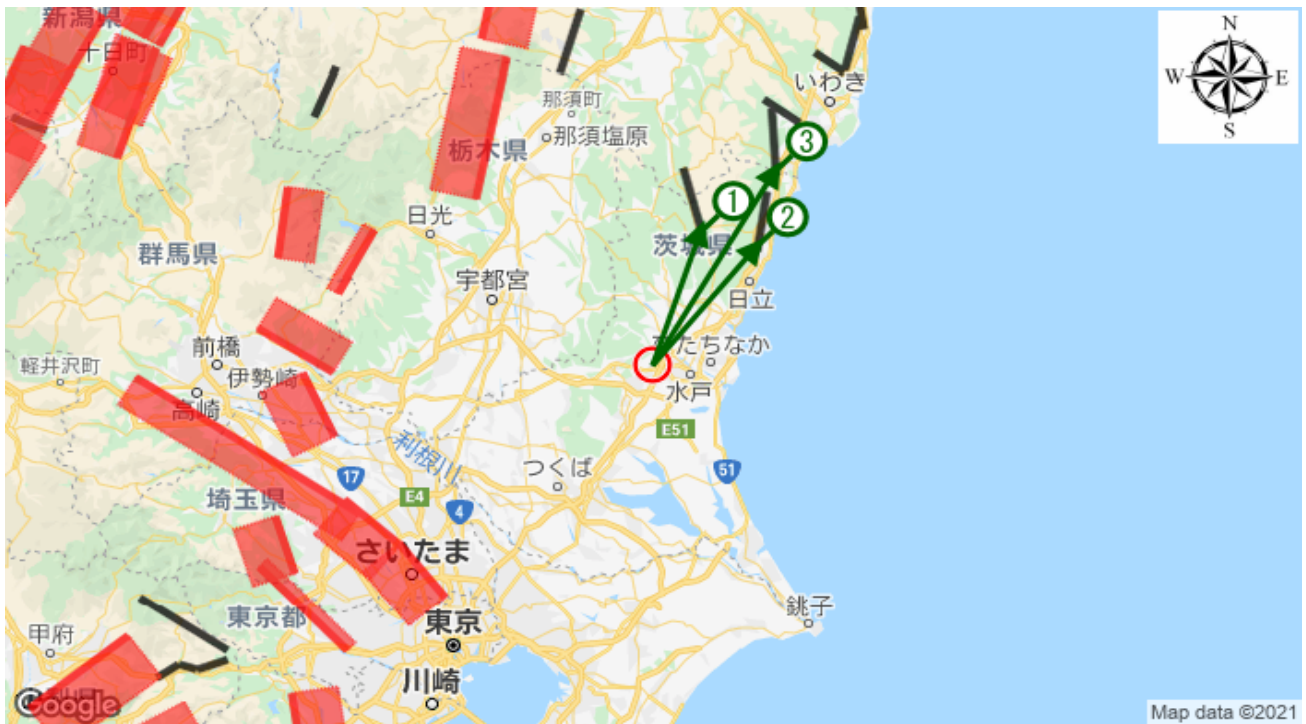 新潟県
十日町
いわき
N
W
E
S
那須町
那須塩原
栃木県
③
①
②
日光
茨城県
群馬県
宇都宮
日立
前橋
たちなか
軽井沢町
伊勢崎
水戸
高崎
E51
利根川
つくば
51
17
E4
4
埼玉県
さいたま
東京都
東京
銚子
甲府
川崎
Google
Map data ©2021